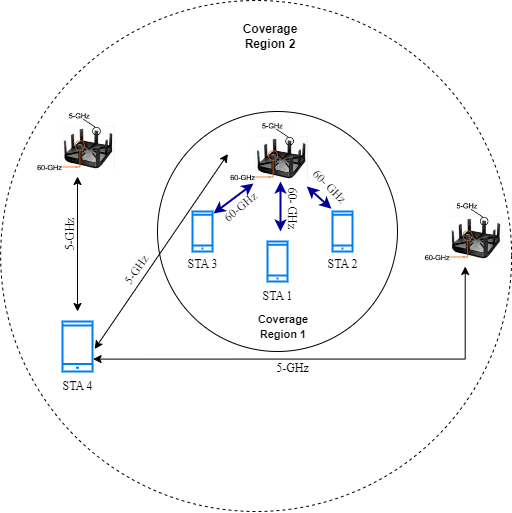 Coverage
Region 2
5-GHz
60-GHz
5-GHz
60-GHz
60-GHz
60- GHz
60- GHz
5-GHz
60-GHz
5-GHz
5-GHz
STA 3
STA 1
STA 2
Coverage
Region 1
5-GHz
STA 4